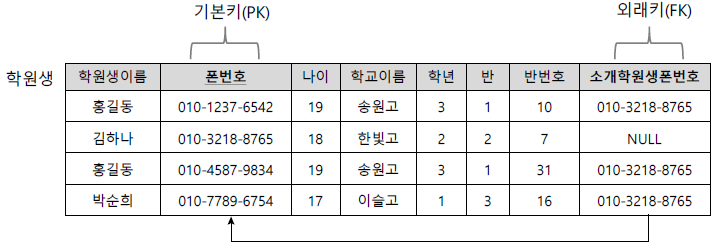 기본키(PK) 외래키(FK)
학원생
학원생이름 폰번호 나이 학교이름 학년 반 반번호 소개학원생폰번호
홍길동 010-1237-6542 19 송원고 3 1 10 010-3218-8765
김하나 010-3218-8765 18 한빛고 2 2 7 NULL
홍길동 010-4587-9834 19 송원고 3 1 31 010-3218-8765
박순희 010-7789-6754 17 이슬고 1 3 16 010-3218-8765